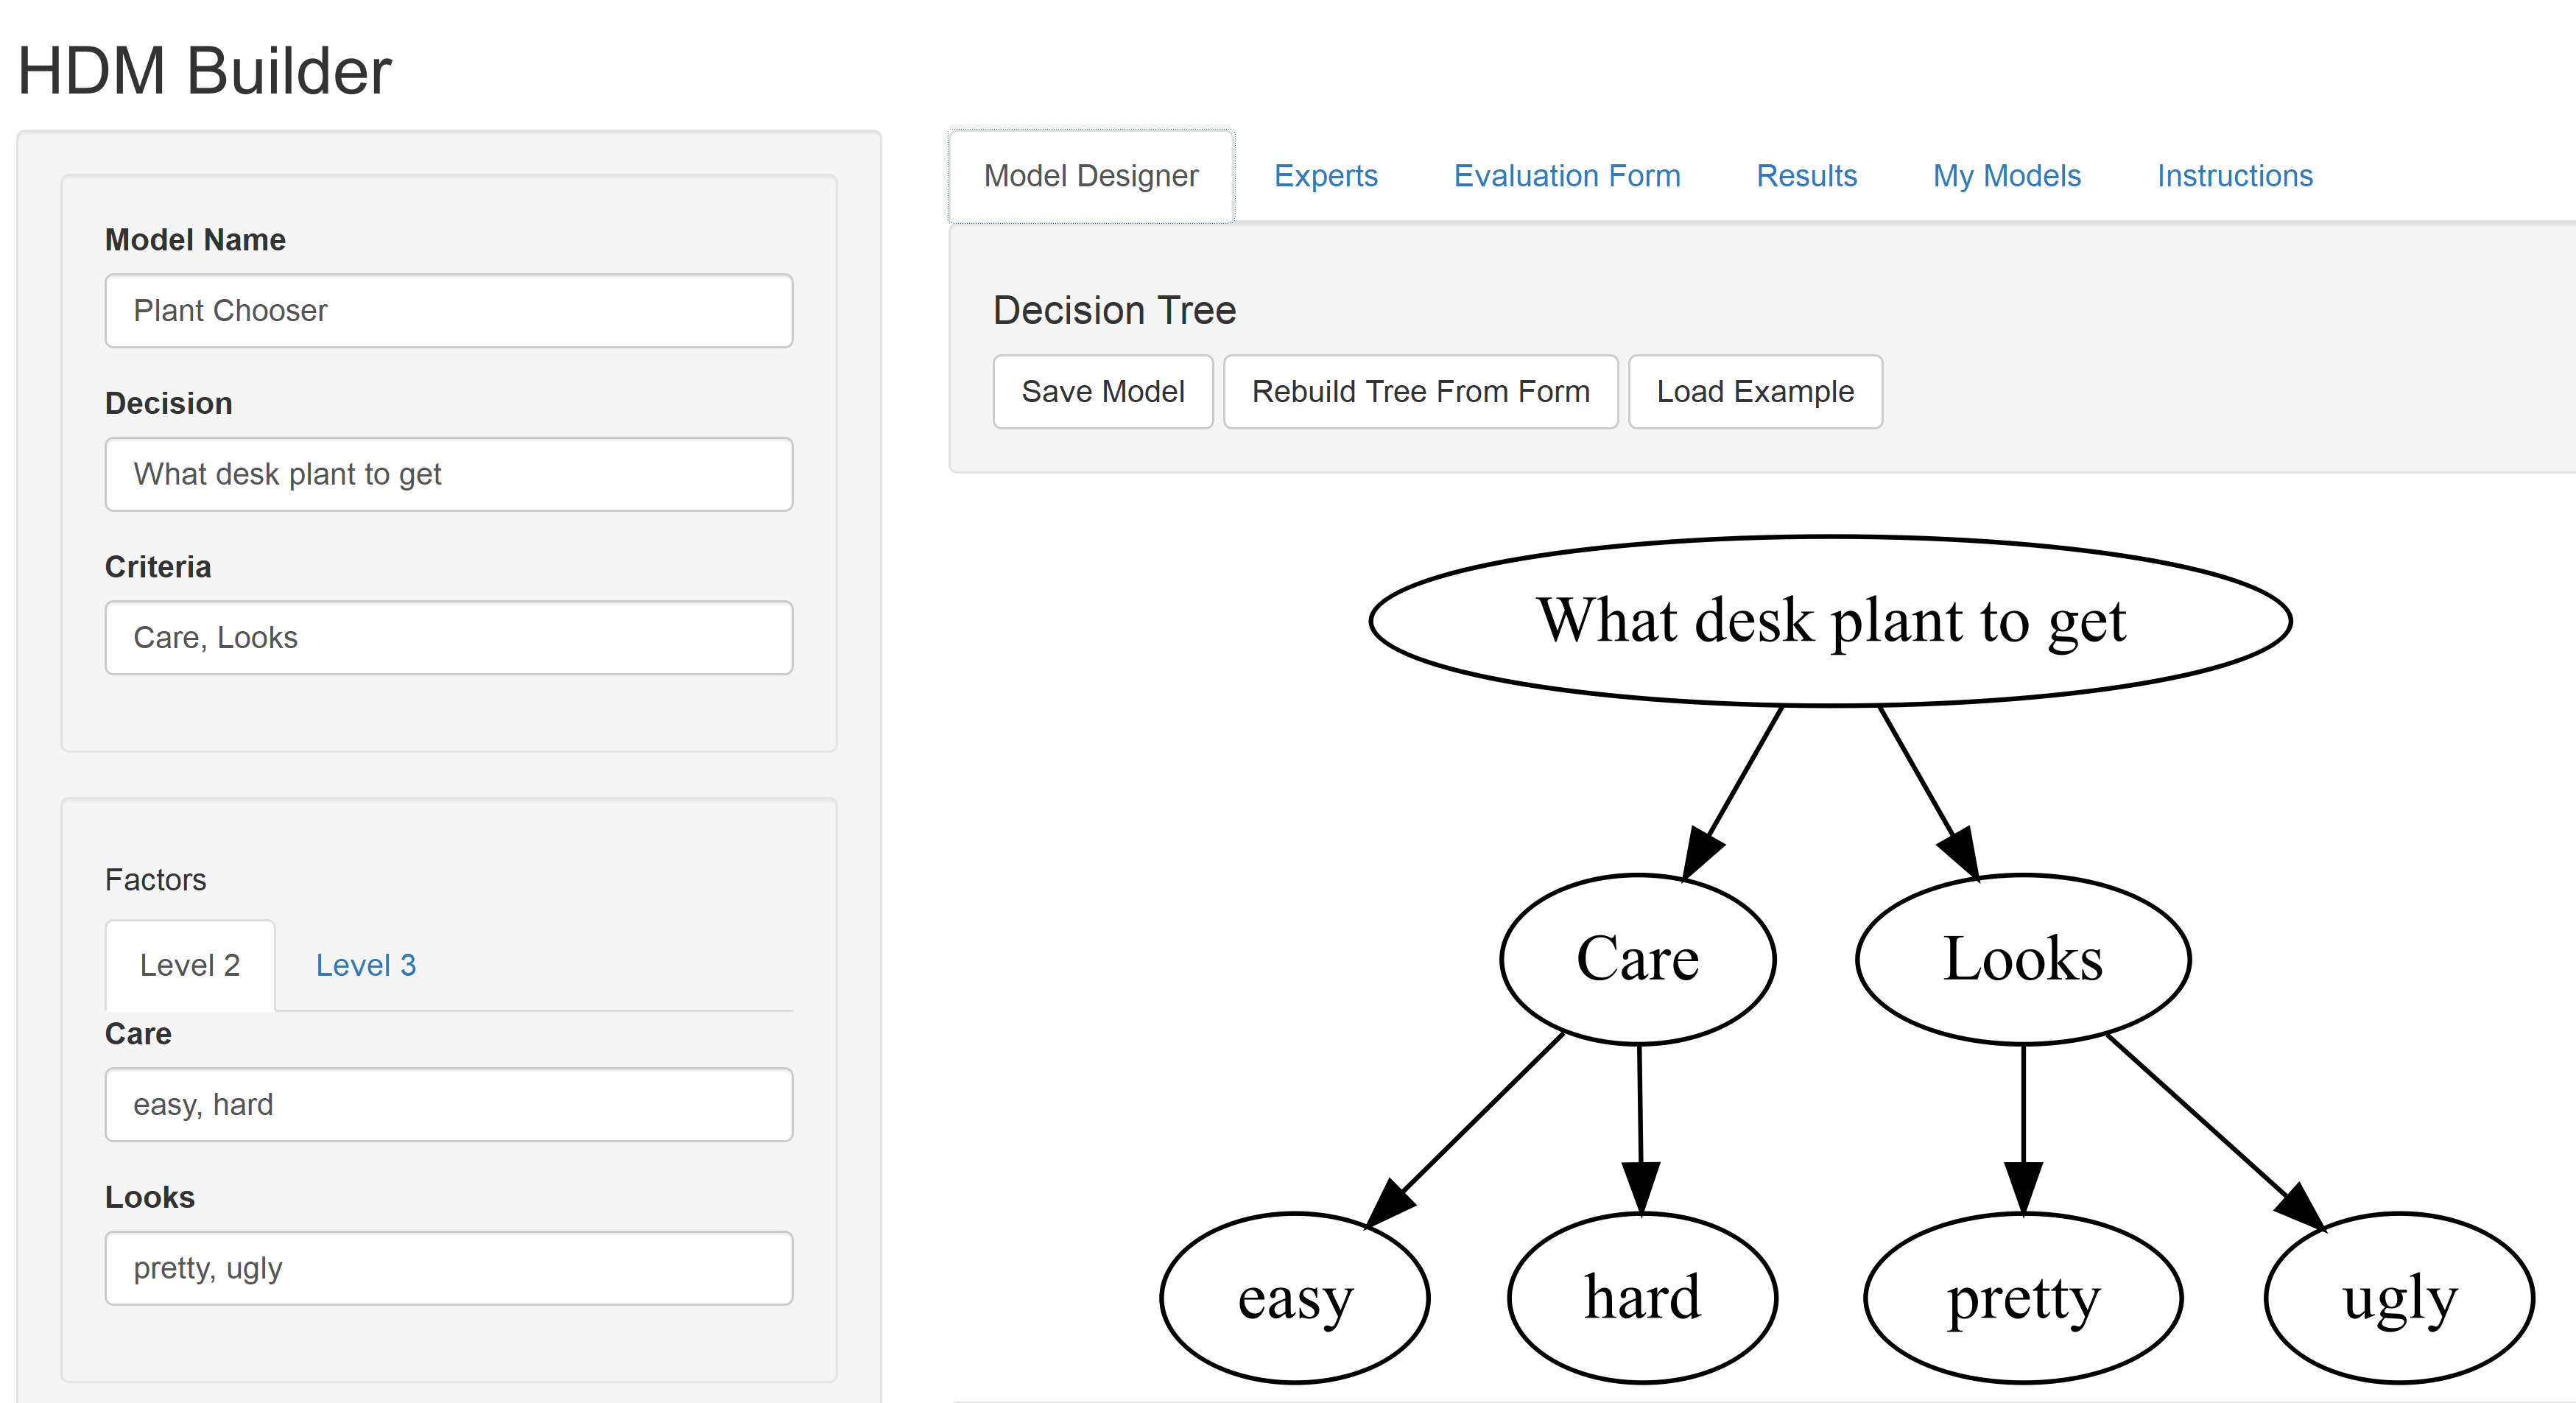 HDM Builder
Model Name
Plant Chooser
Decision
What desk plant to get
Criteria
Care, Looks
Factors
Level 2 Level 3
Care
easy, hard
Looks
pretty, ugly
Model Designer Experts Evaluation Form Results My Models Instructions
Decision Tree
Save Model Rebuild Tree From Form Load Example
What desk plant to get
Care Looks
easy hard pretty ugly